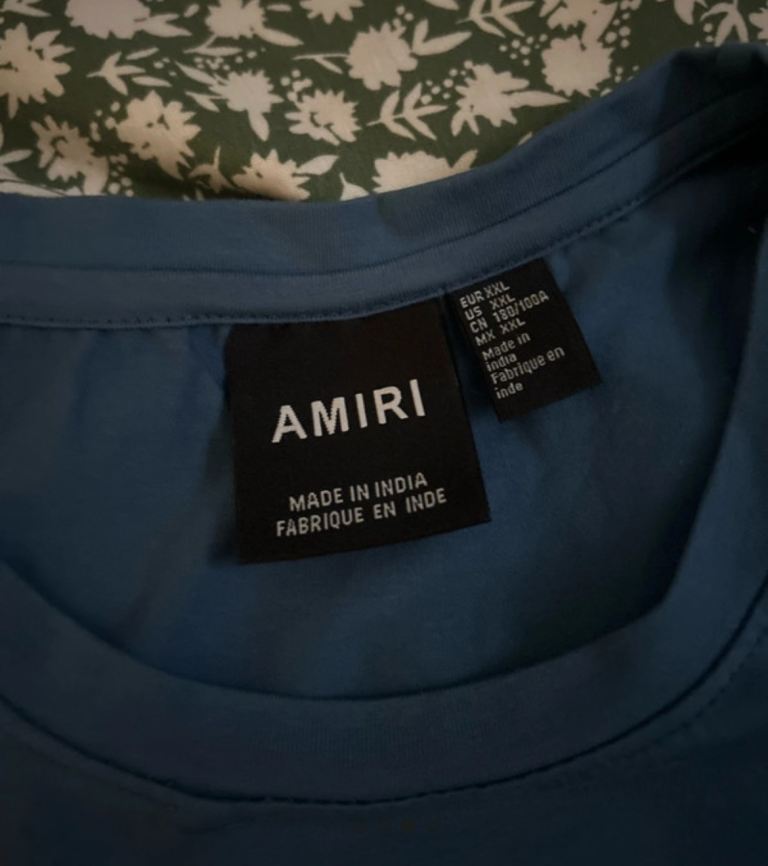 AMIRI
MADE IN INDIA
FABRIQUE EN INDE
EUR XXL
US XXL
CN 180/100A
MX XXL
Made in
india
Fabrique en
inde